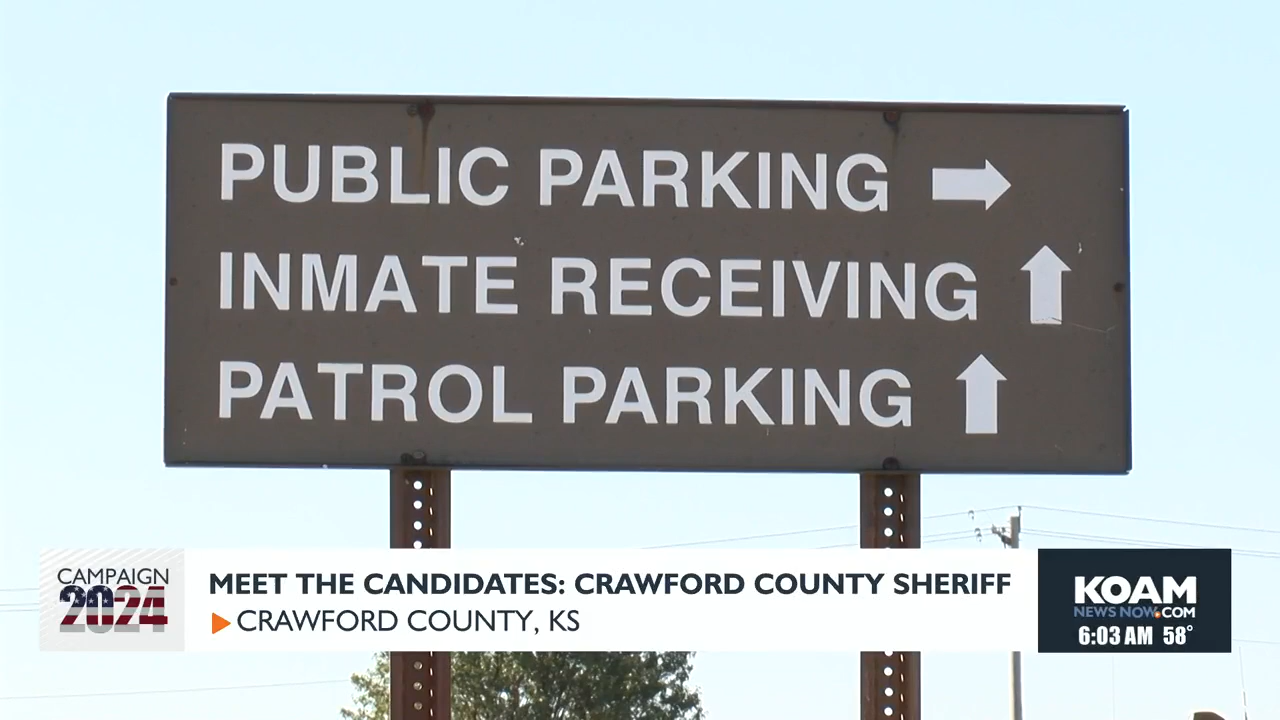 PUBLIC PARKING →
INMATE RECEIVING ↑
PATROL PARKING ↑
CAMPAIGN
2024
MEET THE CANDIDATES: CRAWFORD COUNTY SHERIFF
CRAWFORD COUNTY, KS
KOAM
NEWS NOW.COM
6:03 AM 58°